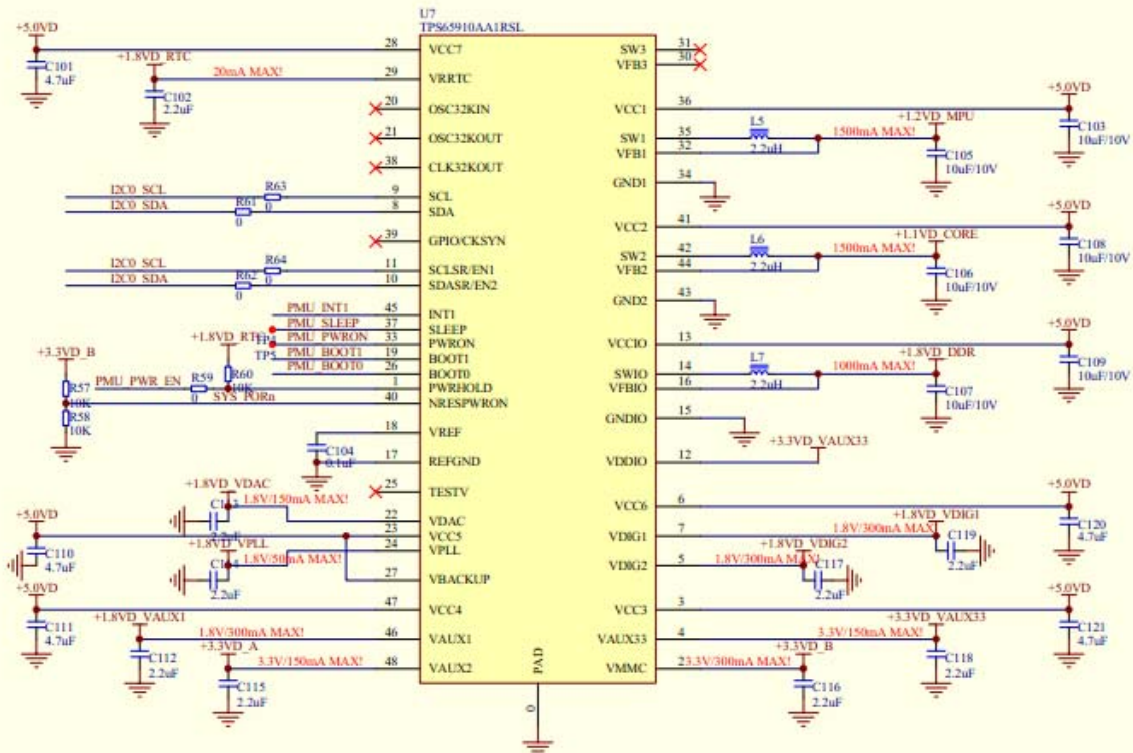 U7
TPS65910AA1RSL
+5.0VD
28
VCC7
C101
4.7uF
+1.8VD_RTC
20mA MAX!
29
VRRTC
C102
2.2uF
20
OSC32KIN
21
OSC32KOUT
38
CLK32KOUT
I2C0_SCL
R63
0
9
SCL
I2C0_SDA
R61
0
8
SDA
39
GPIO/CKSYN
I2C0_SCL
R64
0
11
SCLSR/EN1
I2C0_SDA
R62
0
10
SDASR/EN2
PMU_INT1
45
INT1
PMU_SLEEP
37
SLEEP
TP4
PMU_PWRON
33
PWRON
TP5
PMU_BOOT1
19
BOOT1
PMU_BOOT0
26
BOOT0
+1.8VD_RTC
R60
10K
+3.3VD_B
PMU_PWR_EN
R59
0
1
PWRHOLD
R57
10K
SYS_PORn
40
NRESPWRON
R58
10K
18
VREF
C104
0.1uF
17
REFGND
25
TESTV
+1.8VD_VDAC
1.8V/150mA MAX!
2.2uF
22
VDAC
+5.0VD
23
VCC5
C110
4.7uF
+1.8VD_VPLL
1.8V/50mA MAX!
2.2uF
24
VPLL
27
VBACKUP
+5.0VD
47
VCC4
C111
4.7uF
+1.8VD_VAUX1
1.8V/300mA MAX!
46
VAUX1
C112
2.2uF
+3.3VD_A
3.3V/150mA MAX!
48
VAUX2
C115
2.2uF
PAD
0
SW3
31
VFB3
30
VCC1
36
+5.0VD
C103
10uF/10V
SW1
35
L5
2.2uH
1500mA MAX!
+1.2VD_MPU
VFB1
32
C105
10uF/10V
GND1
34
VCC2
41
+5.0VD
C108
10uF/10V
SW2
42
L6
2.2uH
1500mA MAX!
+1.1VD_CORE
VFB2
44
C106
10uF/10V
GND2
43
VCCIO
13
+5.0VD
C109
10uF/10V
SWIO
14
L7
2.2uH
1000mA MAX!
+1.8VD_DDR
VFBIO
16
C107
10uF/10V
GNDIO
15
VDDIO
12
+3.3VD_VAUX33
VCC6
6
+5.0VD
C120
4.7uF
VDIG1
7
1.8V/300mA MAX!
+1.8VD_VDIG1
C119
2.2uF
VDIG2
5
1.8V/300mA MAX!
+1.8VD_VDIG2
C117
2.2uF
VCC3
3
+5.0VD
C121
4.7uF
VAUX33
4
3.3V/150mA MAX!
+3.3VD_VAUX33
C118
2.2uF
VMMC
2
3.3V/300mA MAX!
+3.3VD_B
C116
2.2uF